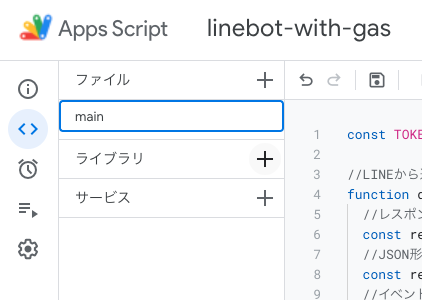 Apps Script
linebot-with-gas
ファイル
main
ライブラリ
サービス
1 const TOKE
2
3 //LINEから
4 function
5 //レスポン
6 const re
7 //JSON形
8 const re
9 //イベント